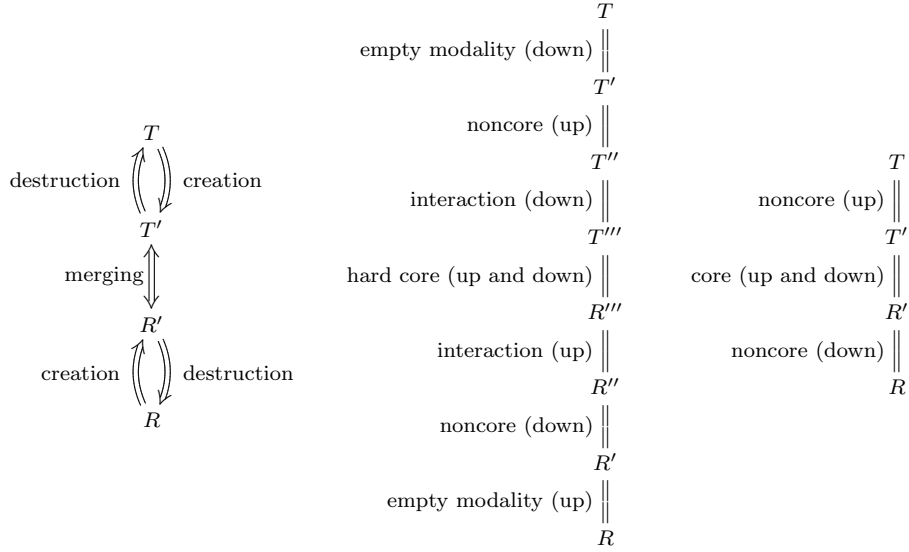 T
destruction
creation
T′
merging
R′
creation
destruction
R
T
empty modality (down)
T′
noncore (up)
T″
interaction (down)
T‴
hard core (up and down)
R‴
interaction (up)
R″
noncore (down)
R′
empty modality (up)
R
T
noncore (up)
T′
core (up and down)
R′
noncore (down)
R